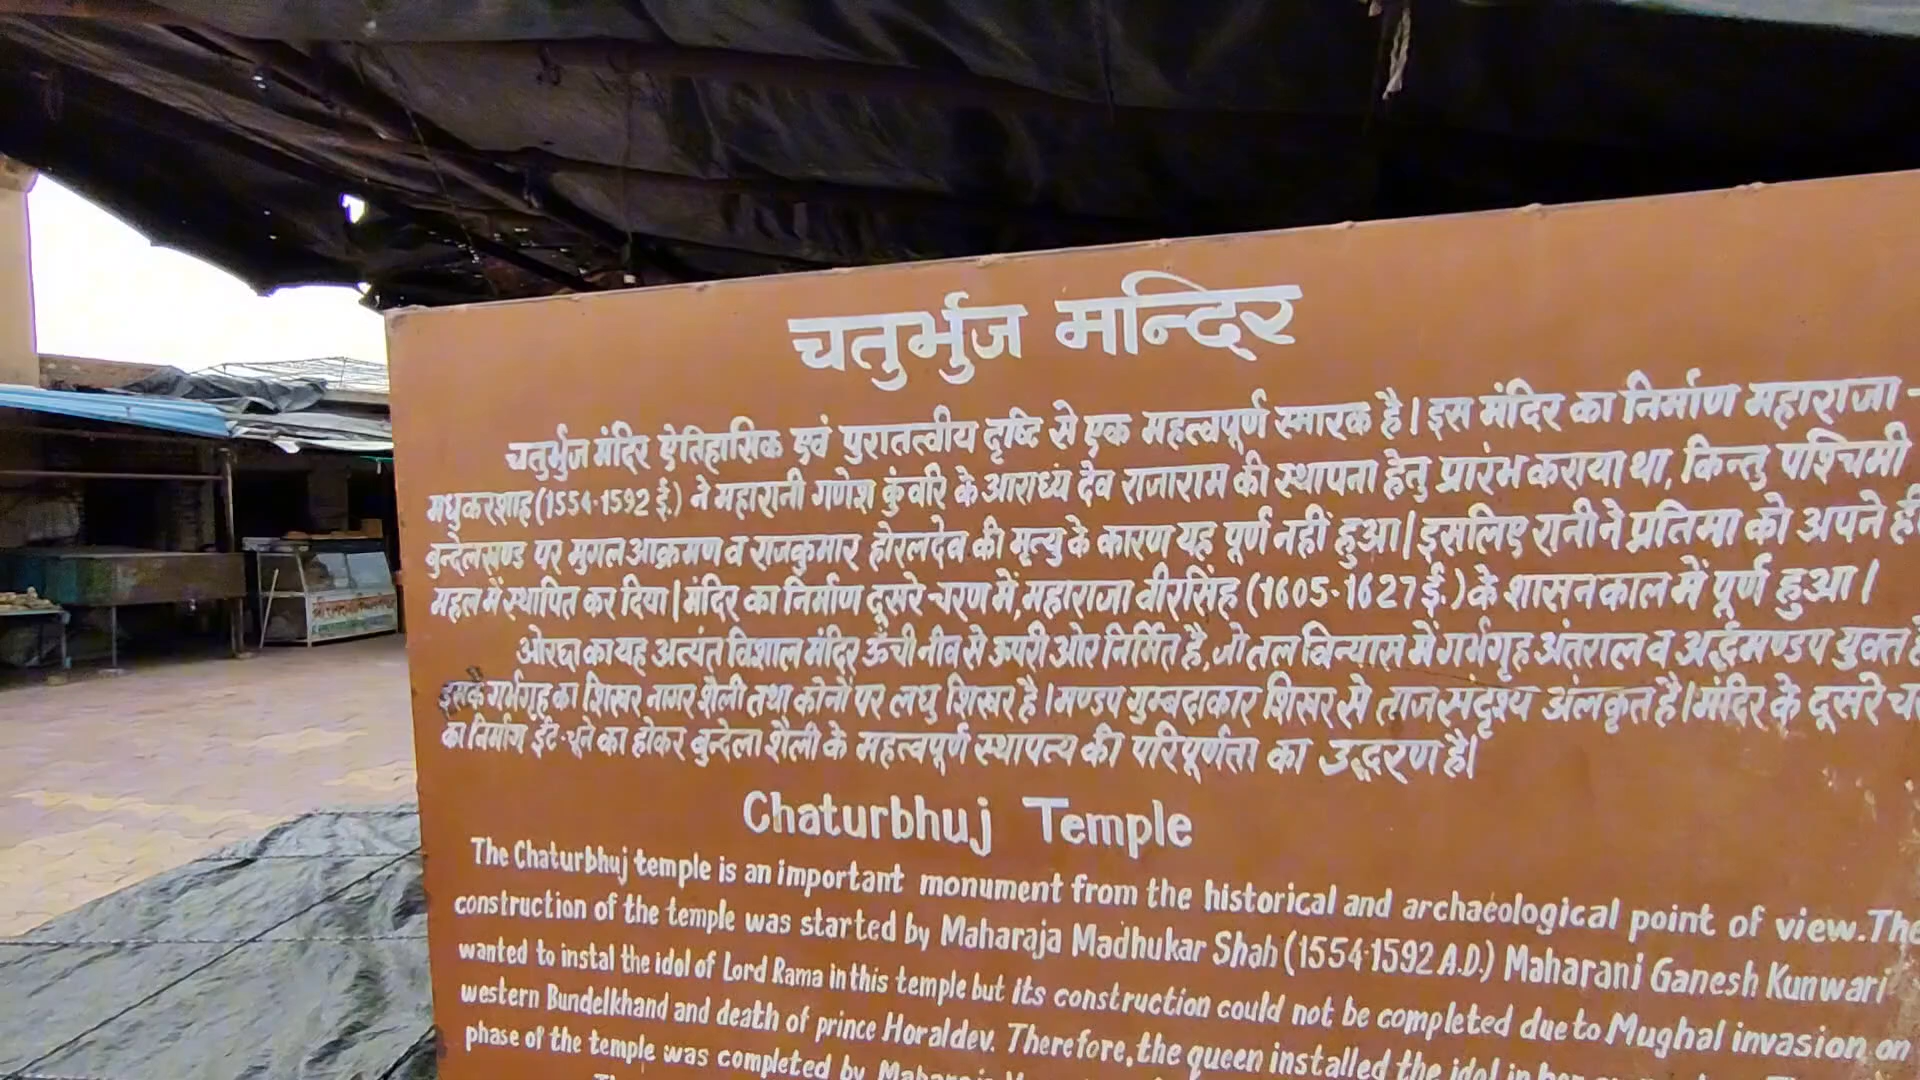 चतुर्भुज मन्दिर
चतुर्भुज मंदिर ऐतिहासिक एवं पुरातत्वीय दृष्टि से एक महत्वपूर्ण स्मारक है। इस मंदिर का निर्माण महाराजा -
मधुकरशाह (1554-1592 ई.) ने महारानी गणेश कुंवरि के आराध्य देव राजाराम की स्थापना हेतु प्रारंभ कराया था, किन्तु पश्चिमी
बुन्देलखण्ड पर मुगल आक्रमण व राजकुमार होरलदेव की मृत्यु के कारण यह पूर्ण नहीं हुआ। इसलिए रानी ने प्रतिमा को अपने ही
महल में स्थापित कर दिया। मंदिर का निर्माण दूसरे चरण में, महाराजा वीरसिंह (1605-1627 ई.) के शासन काल में पूर्ण हुआ।
ओरछा का यह अत्यंत विशाल मंदिर ऊँची नीव से ऊपरी ओर निर्मित है, जो तल विन्यास में गर्भगृह अंतराल व अर्द्धमण्डप युक्त
इसके गर्भगृह का शिखर नागर शैली तथा कोनों पर लघु शिखर है। मण्डप गुम्बदाकार शिखर से ताज संदृश्य अंलकृत है। मंदिर के दूसरे
का निर्माण ईंट-चूने का होकर बुन्देला शैली के महत्वपूर्ण स्थापत्य की परिपूर्णता का उद्धरण है।
Chaturbhuj Temple
The Chaturbhuj temple is an important monument from the historical and archaeological point of view. The
construction of the temple was started by Maharaja Madhukar Shah (1554-1592 A.D.) Maharani Ganesh Kunwari
wanted to instal the idol of Lord Rama in this temple but its construction could not be completed due to Mughal invasion on
western Bundelkhand and death of prince Horaldev. Therefore, the queen installed the idol in her
phase of the temple was completed by